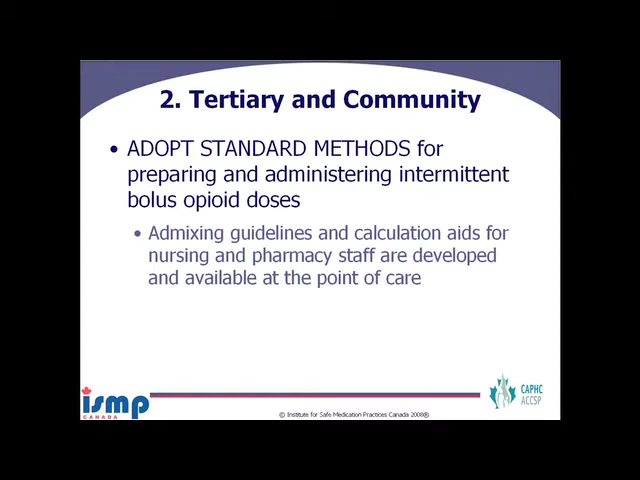 2. Tertiary and Community
• ADOPT STANDARD METHODS for
preparing and administering intermittent
bolus opioid doses
• Admixing guidelines and calculation aids for
nursing and pharmacy staff are developed
and available at the point of care
ismp
CANADA
© Institute for Safe Medication Practices Canada 2008®
CAPHC
ACCSP